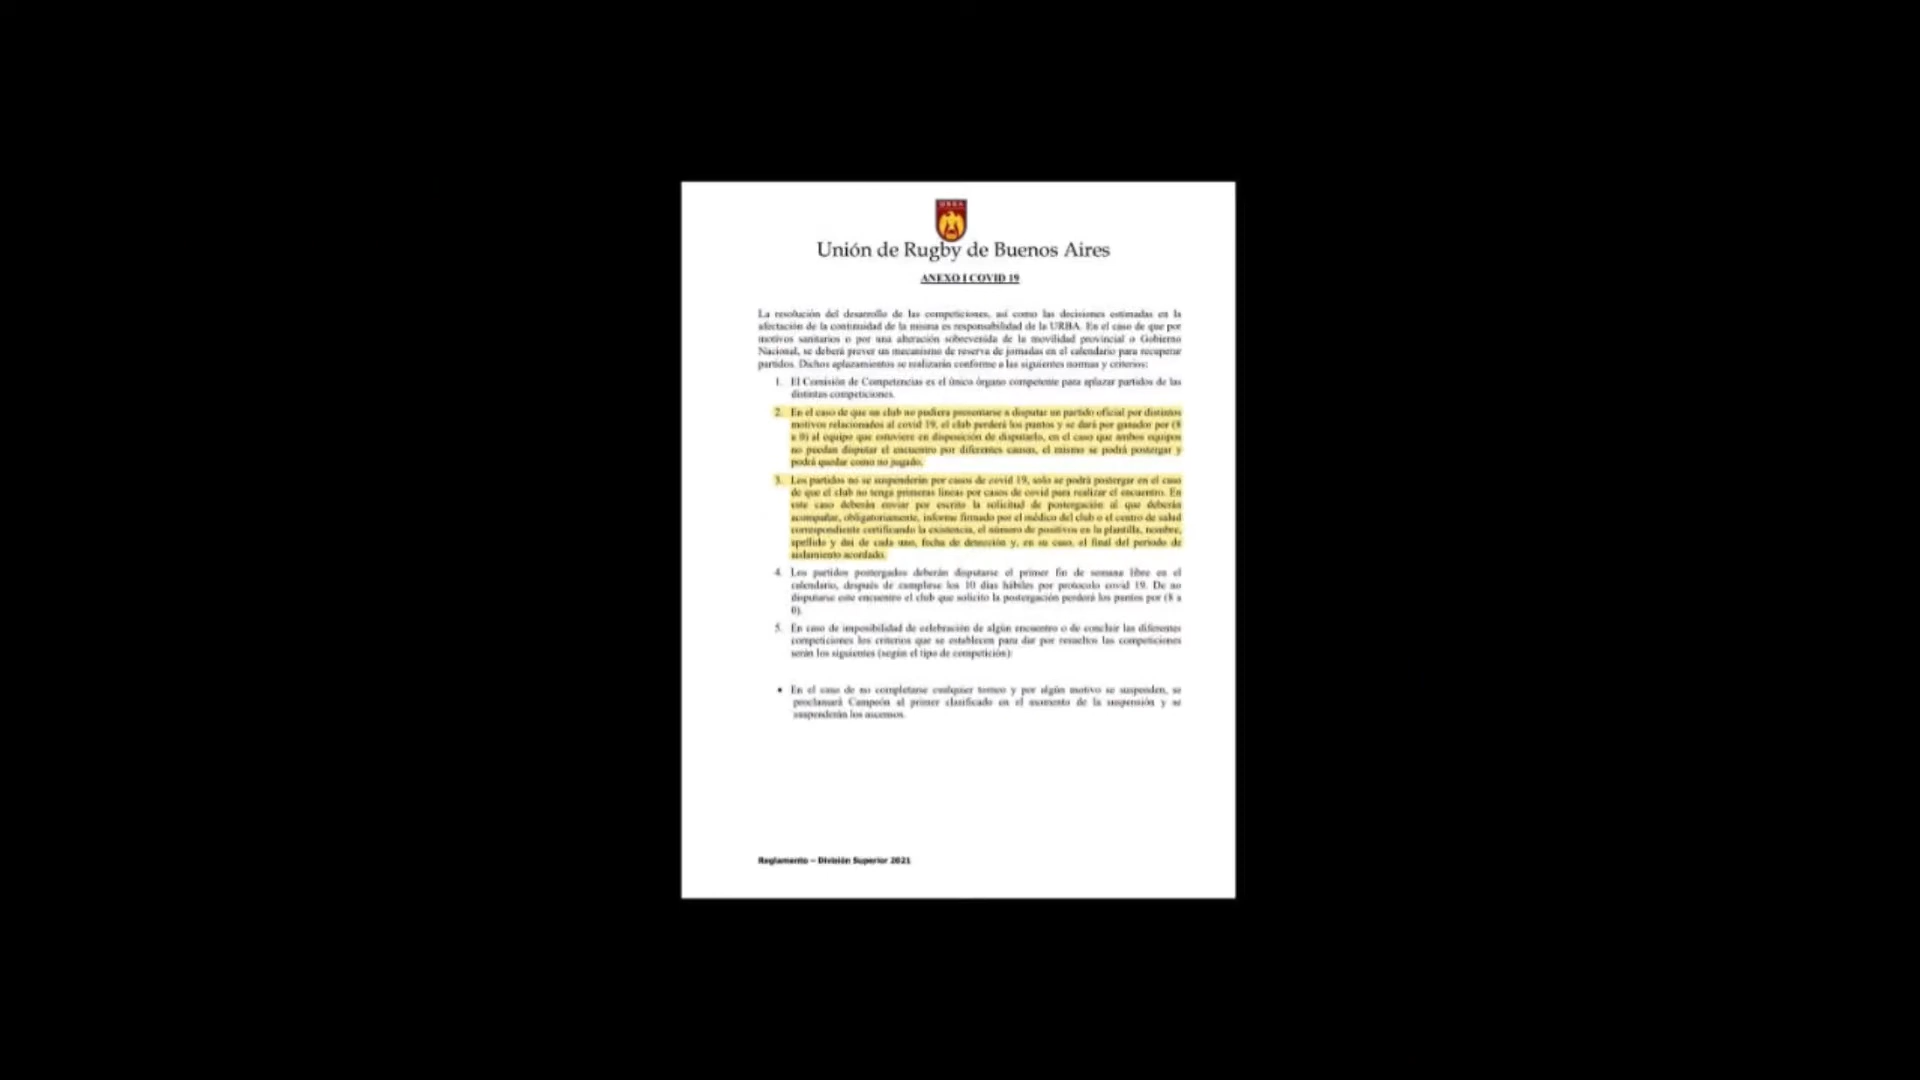 URBA
Unión de Rugby de Buenos Aires
ANEXO I COVID 19
La resolución del desarrollo de las competiciones, así como las decisiones estimadas en la
afectación de la continuidad de la misma es responsabilidad de la URBA. En el caso de que por
motivos sanitarios o por una alteración sobrevenida de la movilidad provincial o Gobierno
Nacional, se deberá prever un mecanismo de reserva de jornadas en el calendario para recuperar
partidos. Dichos aplazamientos se realizarán conforme a las siguientes normas y criterios:
1. El Comisión de Competencias es el único órgano competente para aplazar partidos de las
distintas competiciones.
2. En el caso de que un club no pudiera presentarse a disputar un partido oficial por distintos
motivos relacionados al covid 19, el club perderá los puntos y se dará por ganador por (8
a 0) al equipo que estuviere en disposición de disputarlo, en el caso que ambos equipos
no puedan disputar el encuentro por diferentes causas, el mismo se podrá postergar y
podrá quedar como no jugado.
3. Los partidos no se suspenderán por casos de covid 19, solo se podrá postergar en el caso
de que el club no tenga primeras líneas por casos de covid para realizar el encuentro. En
este caso deberán enviar por escrito la solicitud de postergación al que deberán
acompañar, obligatoriamente, informe firmado por el médico del club o el centro de salud
correspondiente certificando la existencia, el número de positivos en la plantilla, nombre,
apellido y dni de cada uno, fecha de detección y, en su caso, el final del periodo de
aislamiento acordado.
4. Los partidos postergados deberán disputarse el primer fin de semana libre en el
calendario, después de cumplirse los 10 días hábiles por protocolo covid 19. De no
disputarse este encuentro el club que solicito la postergación perderá los puntos por (8 a
0).
5. En caso de imposibilidad de celebración de algún encuentro o de concluir las diferentes
competiciones los criterios que se establecen para dar por resueltos las competiciones
serán los siguientes (según el tipo de competición):
• En el caso de no completarse cualquier torneo y por algún motivo se suspenden, se
proclamará Campeón al primer clasificado en el momento de la suspensión y se
suspenderán los ascensos.
Reglamento – División Superior 2021